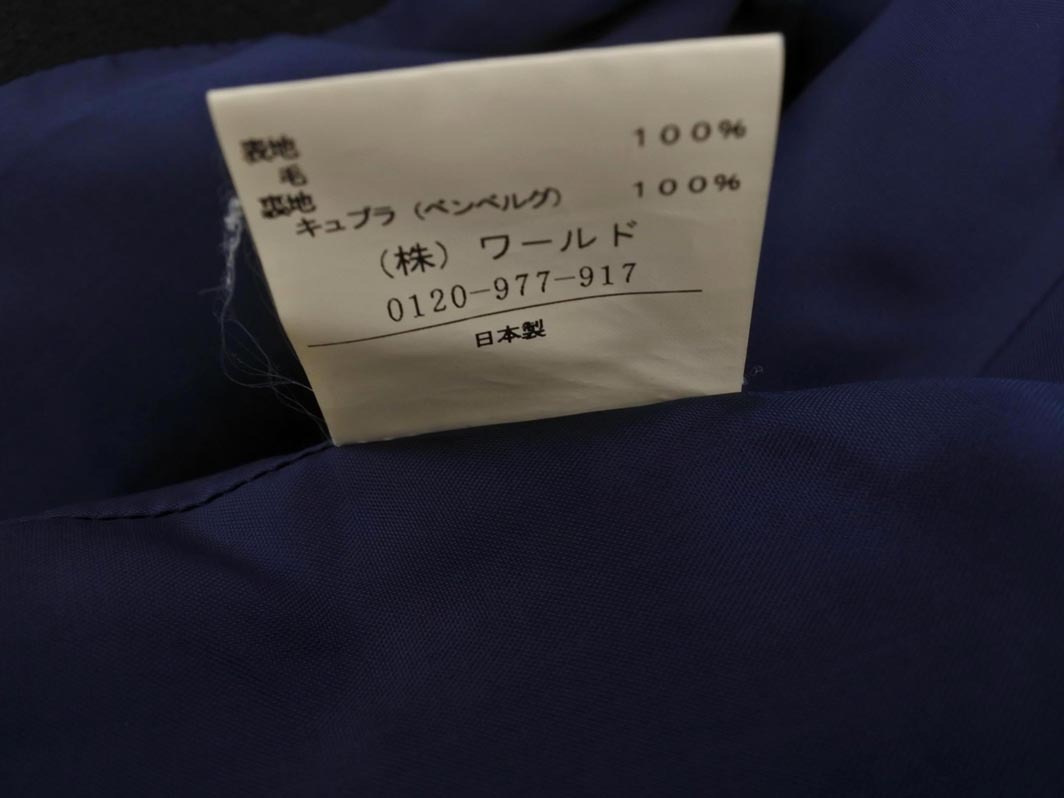 表地 100%
毛
裏地 100%
キュプラ（ベンベルグ）
（株）ワールド
0120-977-917
日本製